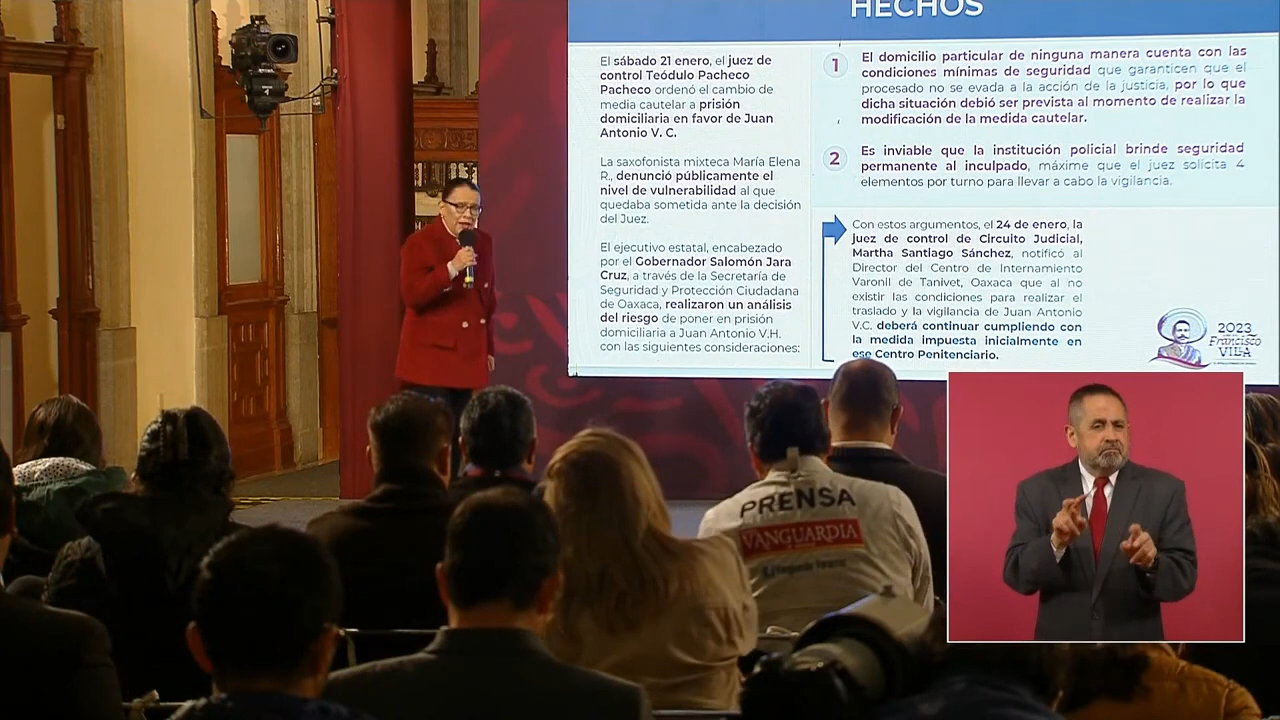 HECHOS
El sábado 21 enero, el juez de
control Teódulo Pacheco
Pacheco ordenó el cambio de
media cautelar a prisión
domiciliaria en favor de Juan
Antonio V. C.
La saxofonista mixteca María Elena
R., denunció públicamente el
nivel de vulnerabilidad al que
quedaba sometida ante la decisión
del Juez.
El ejecutivo estatal, encabezado
por el Gobernador Salomón Jara
Cruz, a través de la Secretaría de
Seguridad y Protección Ciudadana
de Oaxaca, realizaron un análisis
del riesgo de poner en prisión
domiciliaria a Juan Antonio V.H.
con las siguientes consideraciones:
1
El domicilio particular de ninguna manera cuenta con las
condiciones mínimas de seguridad que garanticen que el
procesado no se evada a la acción de la justicia, por lo que
dicha situación debió ser prevista al momento de realizar la
modificación de la medida cautelar.
2
Es inviable que la institución policial brinde seguridad
permanente al inculpado, máxime que el juez solicita 4
elementos por turno para llevar a cabo la vigilancia.
Con estos argumentos, el 24 de enero, la
juez de control de Circuito Judicial,
Martha Santiago Sánchez, notificó al
Director del Centro de Internamiento
Varonil de Tanivet, Oaxaca que al no
existir las condiciones para realizar el
traslado y la vigilancia de Juan Antonio
V.C. deberá continuar cumpliendo con
la medida impuesta inicialmente en
ese Centro Penitenciario.
2023
Francisco
VILLA
PRENSA
VANGUARDIA